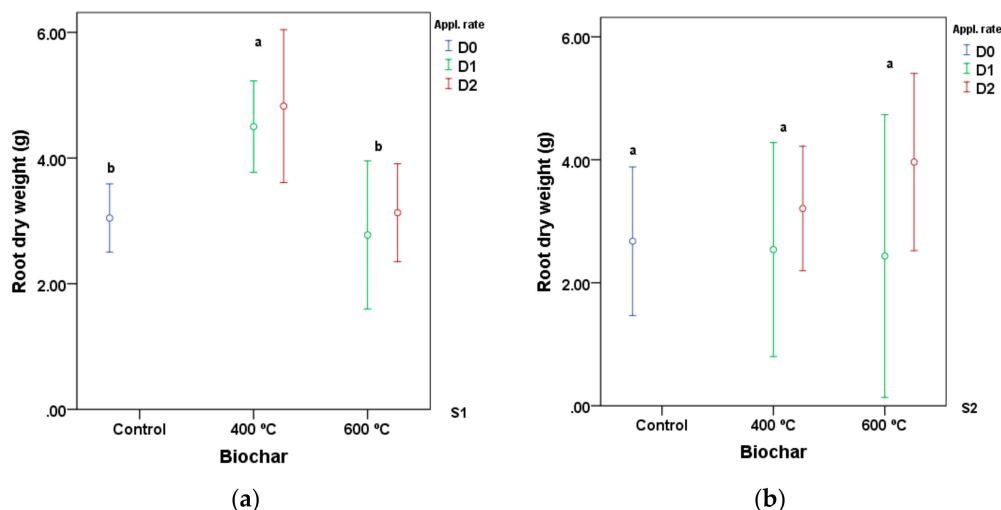 Appl. rate
D0
D1
D2
6.00
4.00
2.00
.00
Root dry weight (g)
b
a
b
Control
400 ºC
600 ºC
Biochar
S1
(a)
Appl. rate
D0
D1
D2
6.00
4.00
2.00
.00
Root dry weight (g)
a
a
a
Control
400 ºC
600 ºC
Biochar
S2
(b)